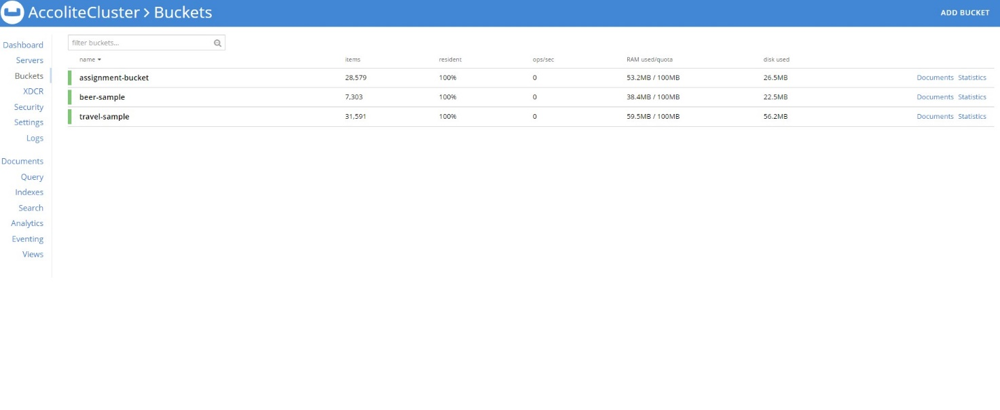 AccoliteCluster > Buckets
ADD BUCKET
Dashboard
Servers
Buckets
XDCR
Security
Settings
Logs
Documents
Query
Indexes
Search
Analytics
Eventing
Views
filter buckets...
name items resident ops/sec RAM used/quota disk used
assignment-bucket 28,579 100% 0 53.2MB / 100MB 26.5MB Documents Statistics
beer-sample 7,303 100% 0 38.4MB / 100MB 22.5MB Documents Statistics
travel-sample 31,591 100% 0 59.5MB / 100MB 56.2MB Documents Statistics